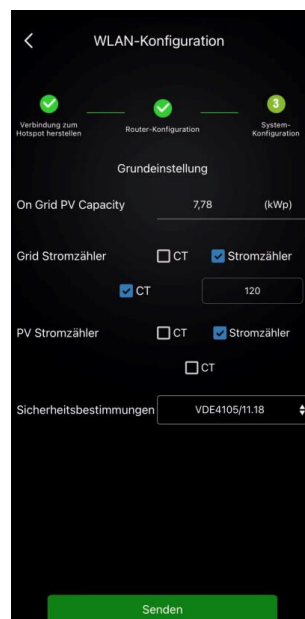 WLAN-Konfiguration
3
Verbindung zum
Hotspot herstellen
Router-Konfiguration
System-
Konfiguration
Grundeinstellung
On Grid PV Capacity 7,78 (kWp)
Grid Stromzähler CT Stromzähler
CT 120
PV Stromzähler CT Stromzähler
CT
Sicherheitsbestimmungen VDE4105/11.18
Senden